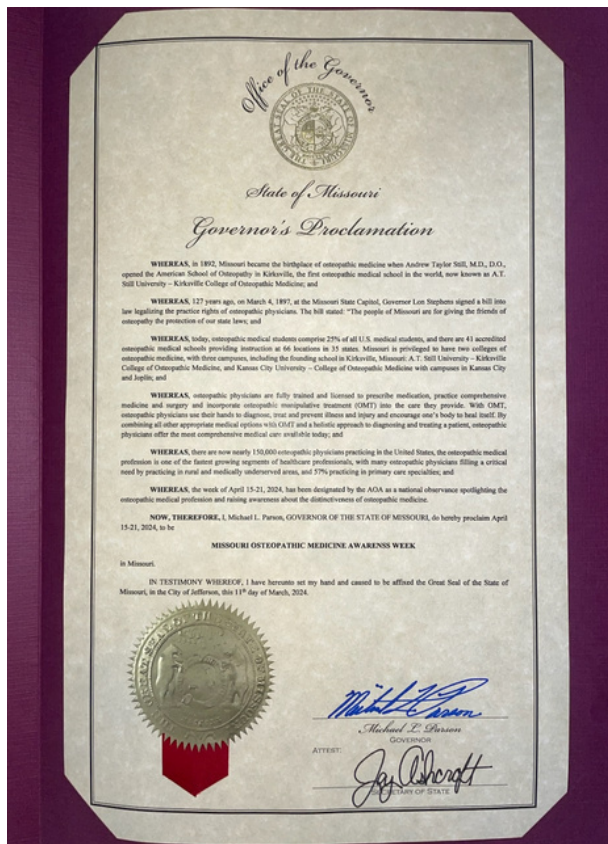 Office of the Governor
THE GREAT SEAL OF THE STATE OF MISSOURI
State of Missouri
Governor's Proclamation
WHEREAS, in 1892, Missouri became the birthplace of osteopathic medicine when Andrew Taylor Still, M.D., D.O.,
opened the American School of Osteopathy in Kirksville, the first osteopathic medical school in the world, now known as A.T.
Still University – Kirksville College of Osteopathic Medicine; and
WHEREAS, 127 years ago, on March 4, 1897, at the Missouri State Capitol, Governor Lon Stephens signed a bill into
law legalizing the practice rights of osteopathic physicians. The bill stated: "The people of Missouri are for giving the friends of
osteopathy the protection of our state laws; and
WHEREAS, today, osteopathic medical students comprise 25% of all U.S. medical students, and there are 41 accredited
osteopathic medical schools providing instruction at 66 locations in 35 states. Missouri is privileged to have two colleges of
osteopathic medicine, with three campuses, including the founding school in Kirksville, Missouri: A.T. Still University – Kirksville
College of Osteopathic Medicine, and Kansas City University – College of Osteopathic Medicine with campuses in Kansas City
and Joplin; and
WHEREAS, osteopathic physicians are fully trained and licensed to prescribe medication, practice comprehensive
medicine and surgery and incorporate osteopathic manipulative treatment (OMT) into the care they provide. With OMT,
osteopathic physicians use their hands to diagnose, treat and prevent illness and injury and encourage one's body to heal itself. By
combining all other appropriate medical options with OMT and a holistic approach to diagnosing and treating a patient, osteopathic
physicians offer the most comprehensive medical care available today; and
WHEREAS, there are now nearly 150,000 osteopathic physicians practicing in the United States, the osteopathic medical
profession is one of the fastest growing segments of healthcare professionals, with many osteopathic physicians filling a critical
need by practicing in rural and medically underserved areas, and 57% practicing in primary care specialties; and
WHEREAS, the week of April 15-21, 2024, has been designated by the AOA as a national observance spotlighting the
osteopathic medical profession and raising awareness about the distinctiveness of osteopathic medicine.
NOW, THEREFORE, I, Michael L. Parson, GOVERNOR OF THE STATE OF MISSOURI, do hereby proclaim April
15-21, 2024, to be
MISSOURI OSTEOPATHIC MEDICINE AWARENSS WEEK
in Missouri.
IN TESTIMONY WHEREOF, I have hereunto set my hand and caused to be affixed the Great Seal of the State of
Missouri, in the City of Jefferson, this 11th day of March, 2024.
Michael L. Parson
Michael L. Parson
GOVERNOR
ATTEST:
Jay Ashcroft
SECRETARY OF STATE